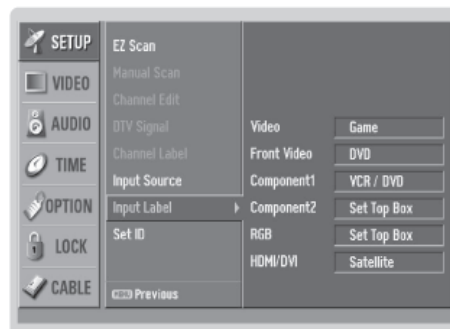 SETUP
VIDEO
AUDIO
TIME
OPTION
LOCK
CABLE
EZ Scan
Manual Scan
Channel Edit
DTV Signal
Channel Label
Input Source
Input Label
Set ID
MENU Previous
Video Game
Front Video DVD
Component1 VCR / DVD
Component2 Set Top Box
RGB Set Top Box
HDMI/DVI Satellite